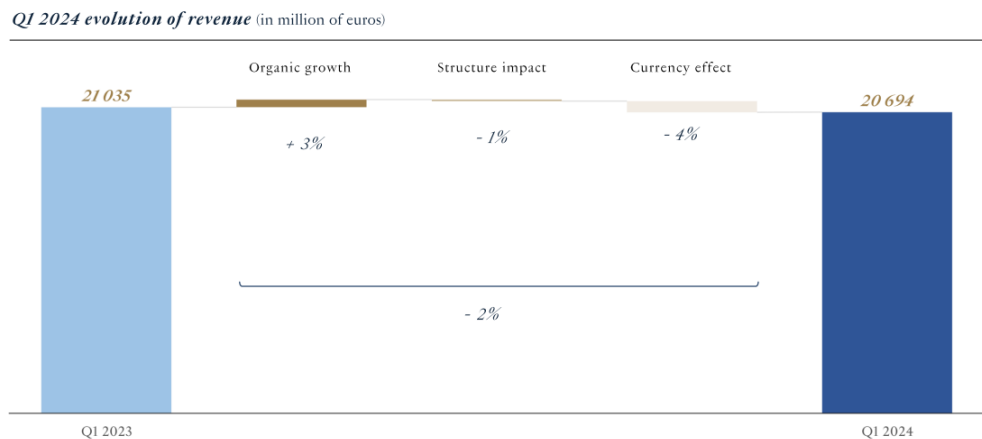 Q1 2024 evolution of revenue (in million of euros)
Organic growth Structure impact Currency effect
21 035
20 694
+ 3%
- 1%
- 4%
- 2%
Q1 2023
Q1 2024